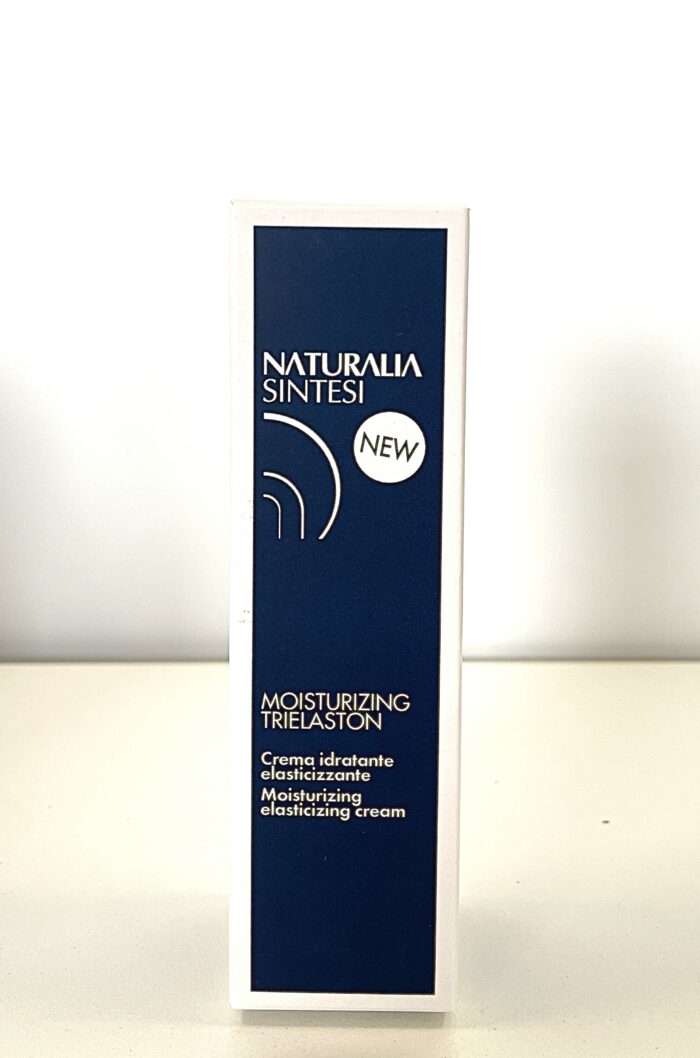 NATURALIA
SINTESI
NEW
MOISTURIZING
TRIELASTON
Crema idratante
elasticizzante
Moisturizing
elasticizing cream